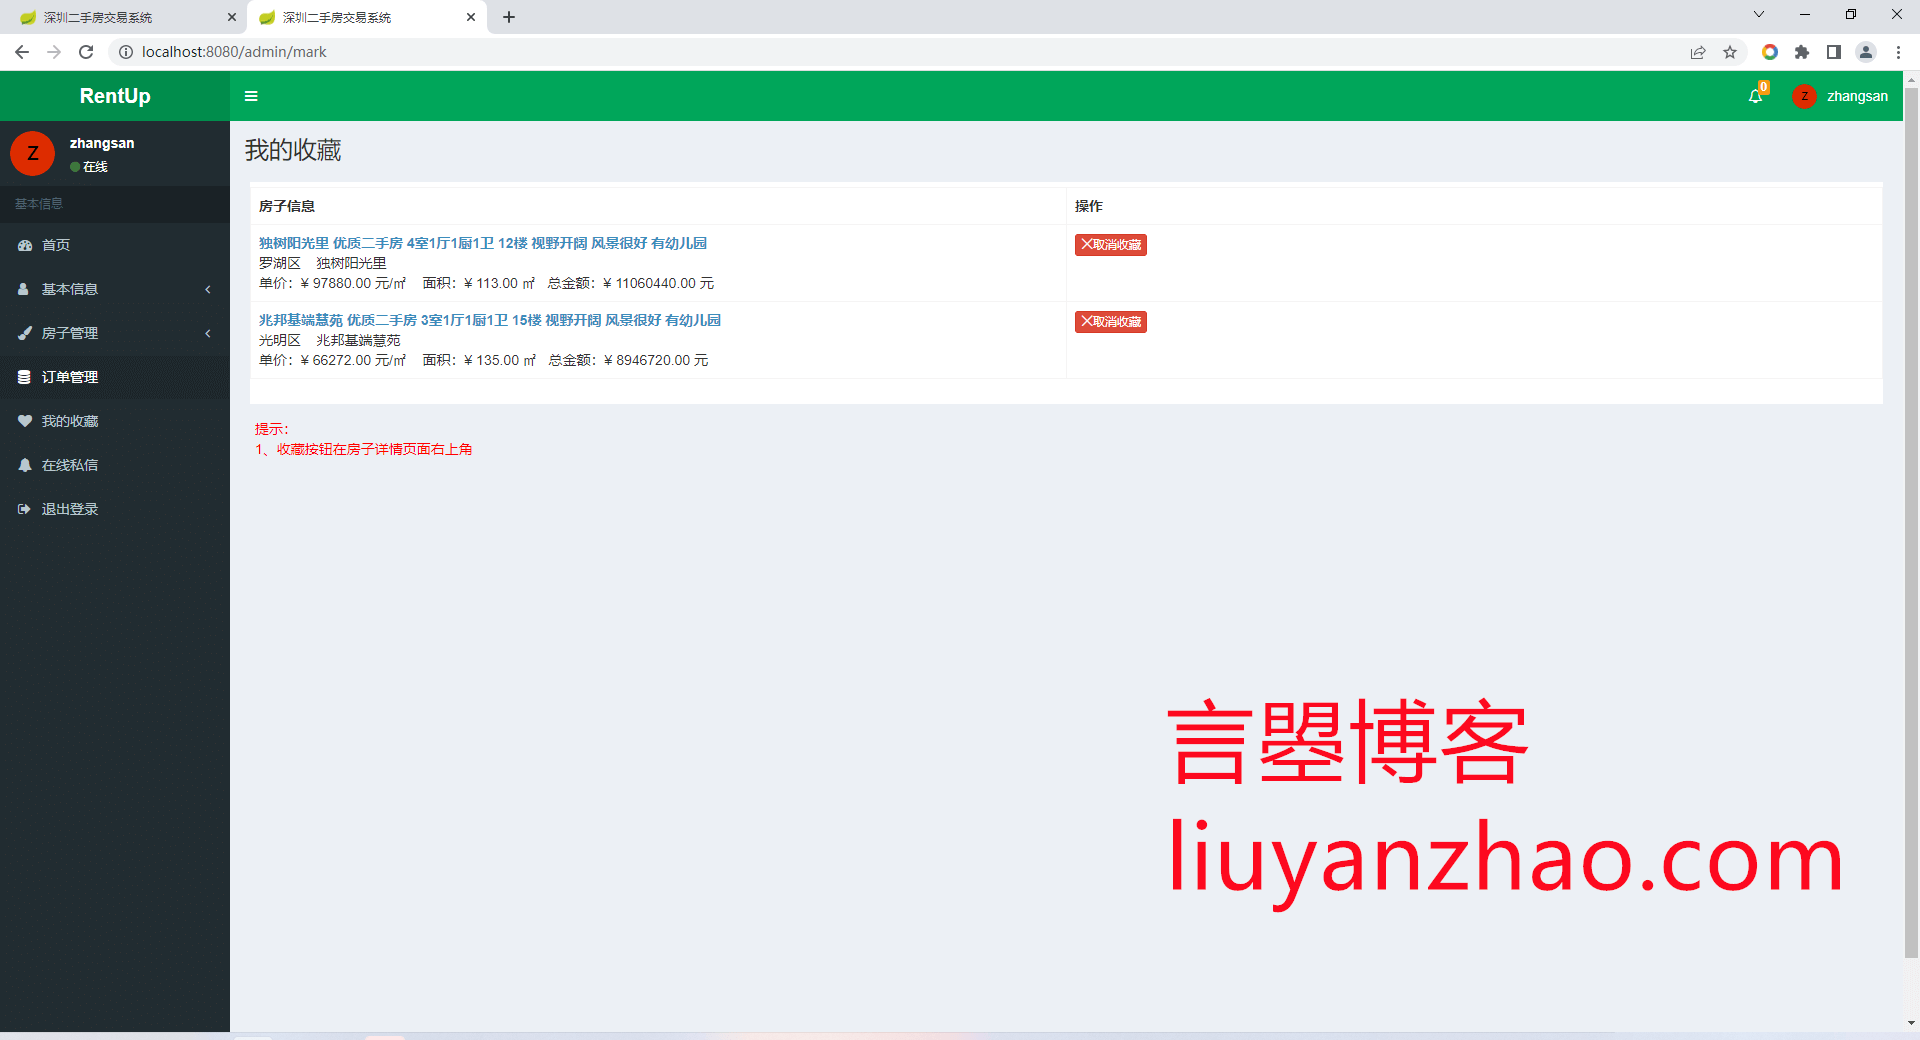 深圳二手房交易系统
深圳二手房交易系统
localhost:8080/admin/mark
RentUp
0
Z
zhangsan
Z
zhangsan
在线
基本信息
首页
基本信息
房子管理
订单管理
我的收藏
在线私信
退出登录
我的收藏
房子信息 操作
独树阳光里 优质二手房 4室1厅1厨1卫 12楼 视野开阔 风景很好 有幼儿园
取消收藏
罗湖区 独树阳光里
单价：¥ 97880.00 元/㎡ 面积：¥ 113.00 ㎡ 总金额：¥ 11060440.00 元
兆邦基端慧苑 优质二手房 3室1厅1厨1卫 15楼 视野开阔 风景很好 有幼儿园
取消收藏
光明区 兆邦基端慧苑
单价：¥ 66272.00 元/㎡ 面积：¥ 135.00 ㎡ 总金额：¥ 8946720.00 元
提示：
1、收藏按钮在房子详情页面右上角
言曌博客
liuyanzhao.com